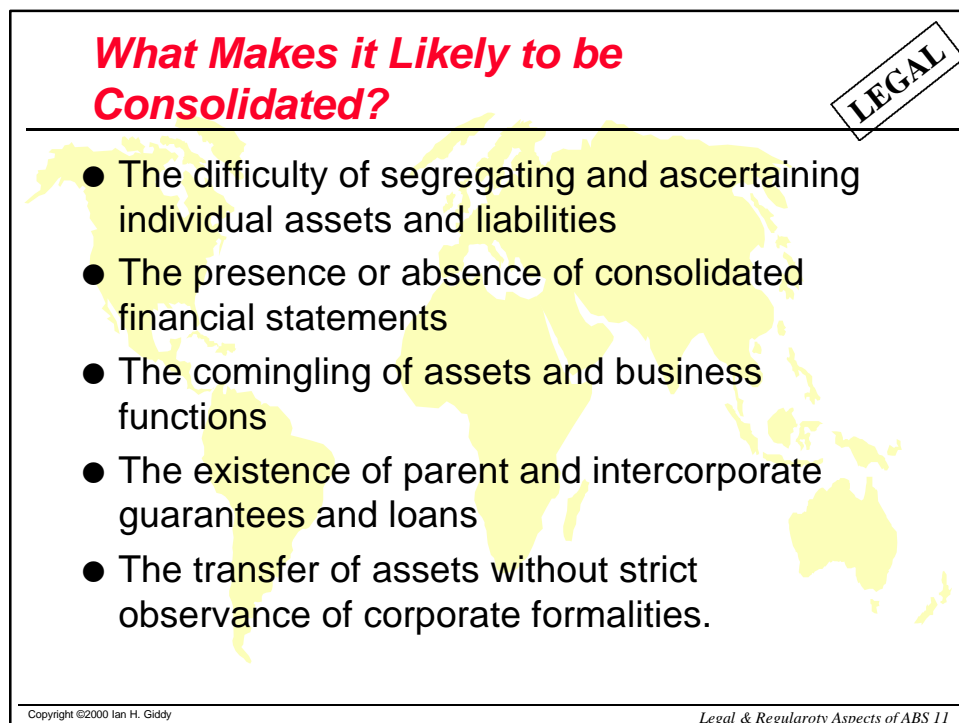 What Makes it Likely to be
Consolidated?
LEGAL
● The difficulty of segregating and ascertaining
individual assets and liabilities
● The presence or absence of consolidated
financial statements
● The comingling of assets and business
functions
● The existence of parent and intercorporate
guarantees and loans
● The transfer of assets without strict
observance of corporate formalities.
Copyright ©2000 Ian H. Giddy
Legal & Regularoty Aspects of ABS 11